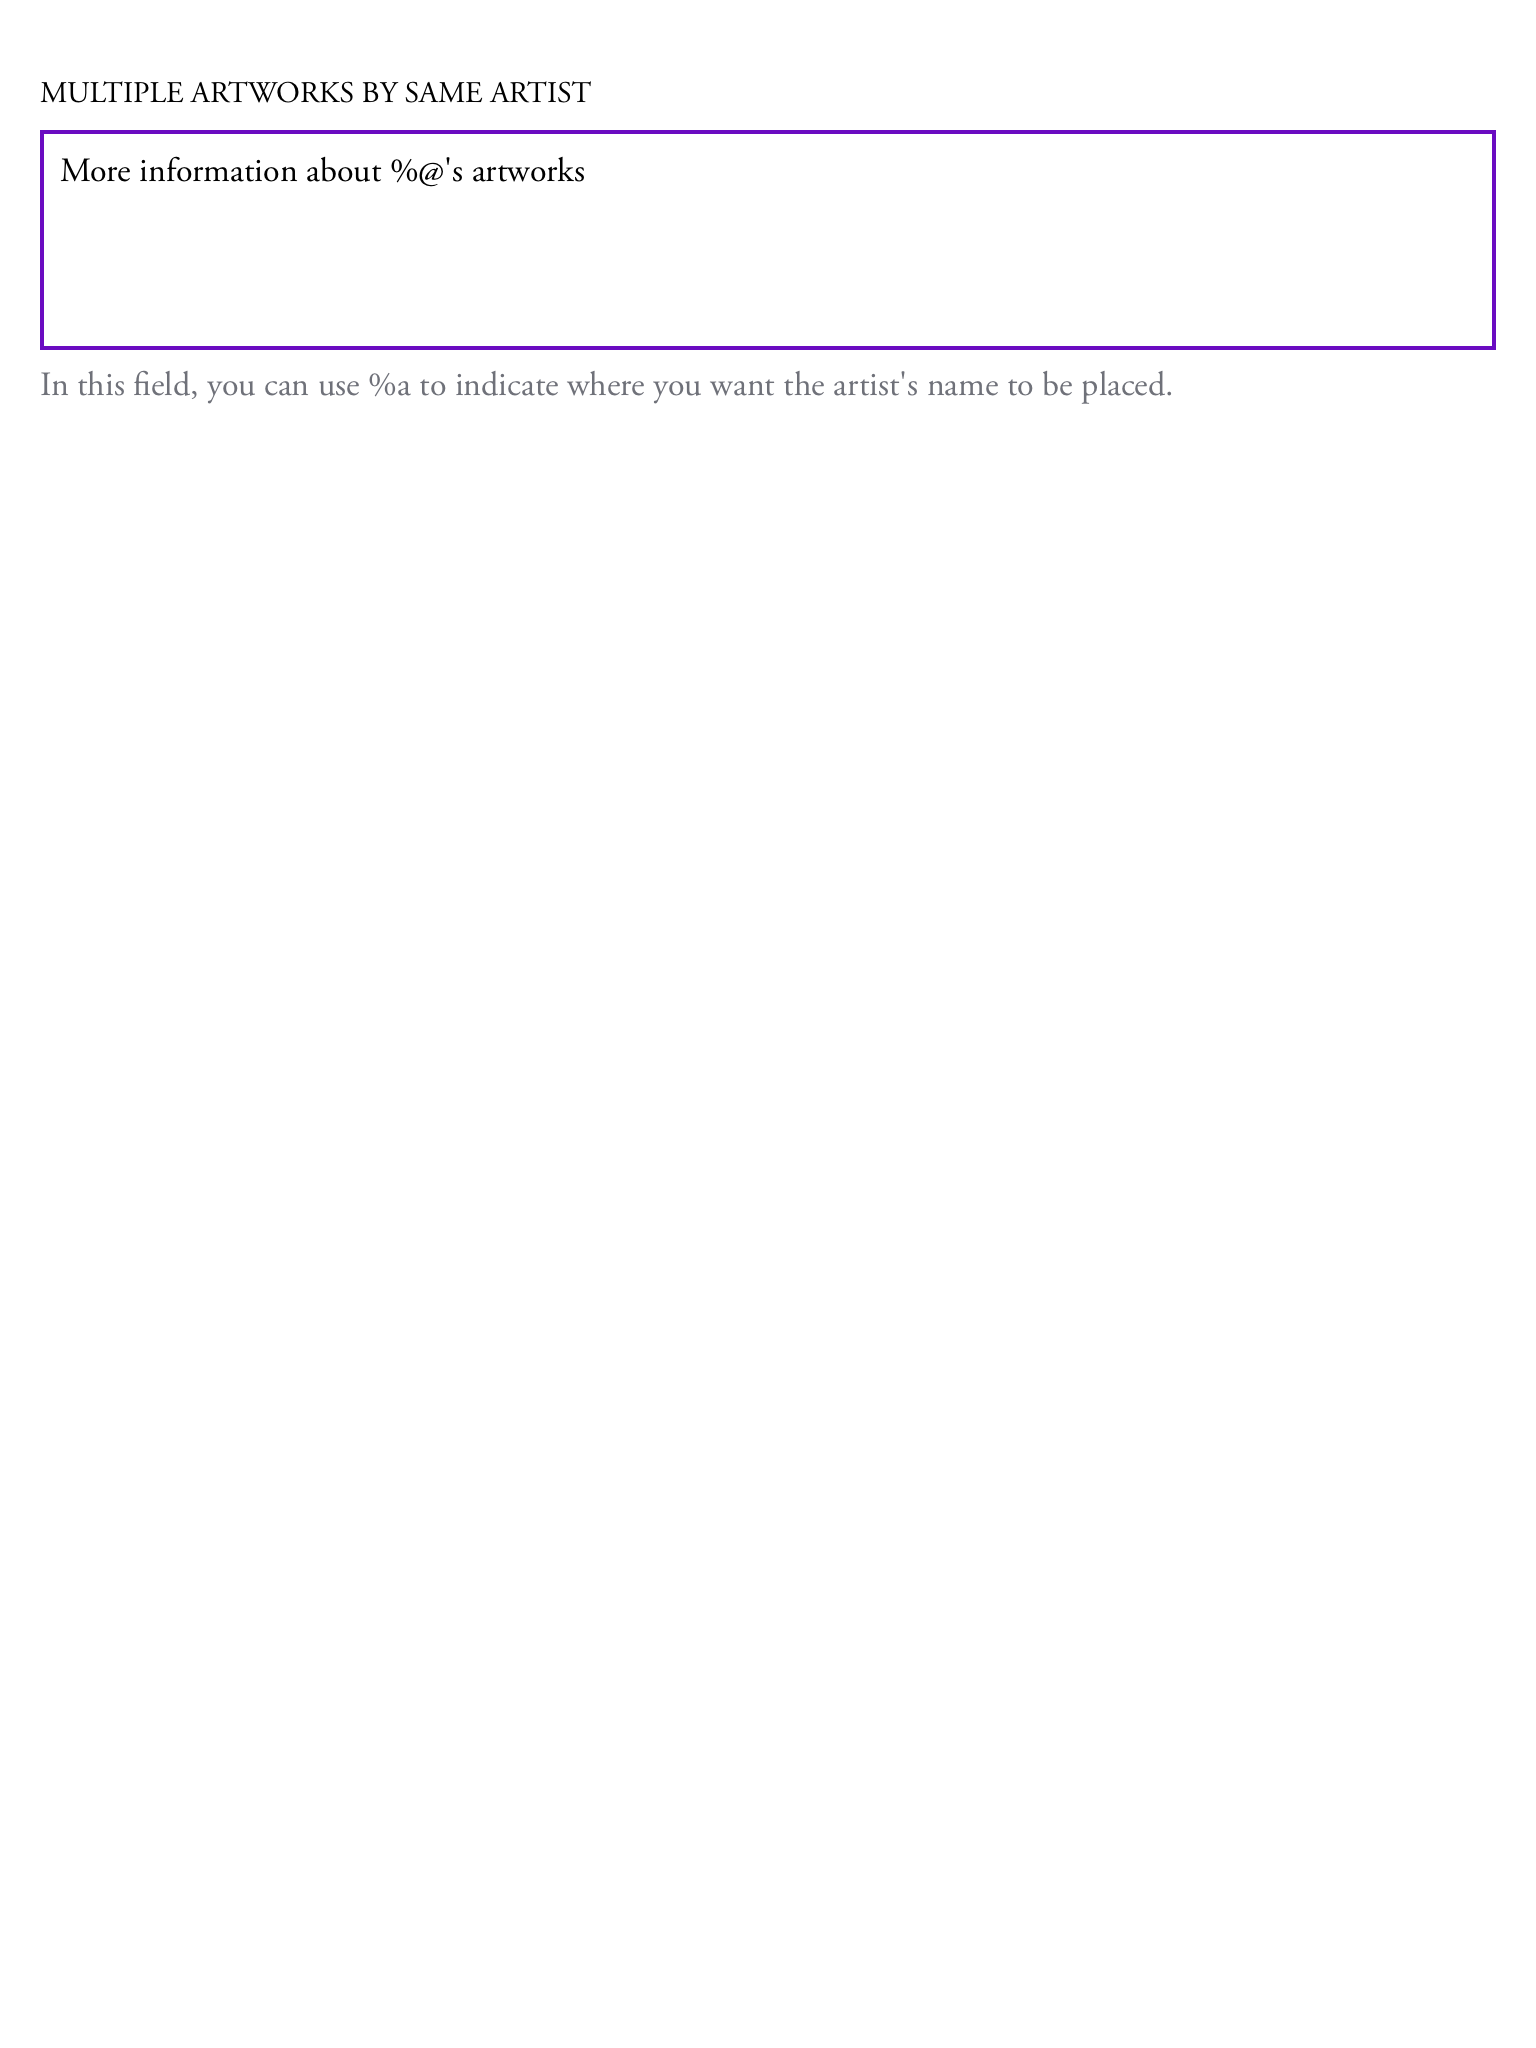 MULTIPLE ARTWORKS BY SAME ARTIST
More information about %@'s artworks
In this field, you can use %a to indicate where you want the artist's name to be placed.